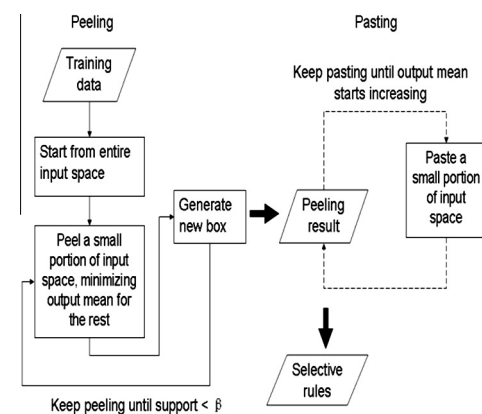 Peeling
Training
data
Start from entire
input space
Peel a small
portion of input
space, minimizing
output mean for
the rest
Generate
new box
Keep peeling until support < β
Pasting
Keep pasting until output mean
starts increasing
Peeling
result
Paste a
small portion
of input
space
Selective
rules